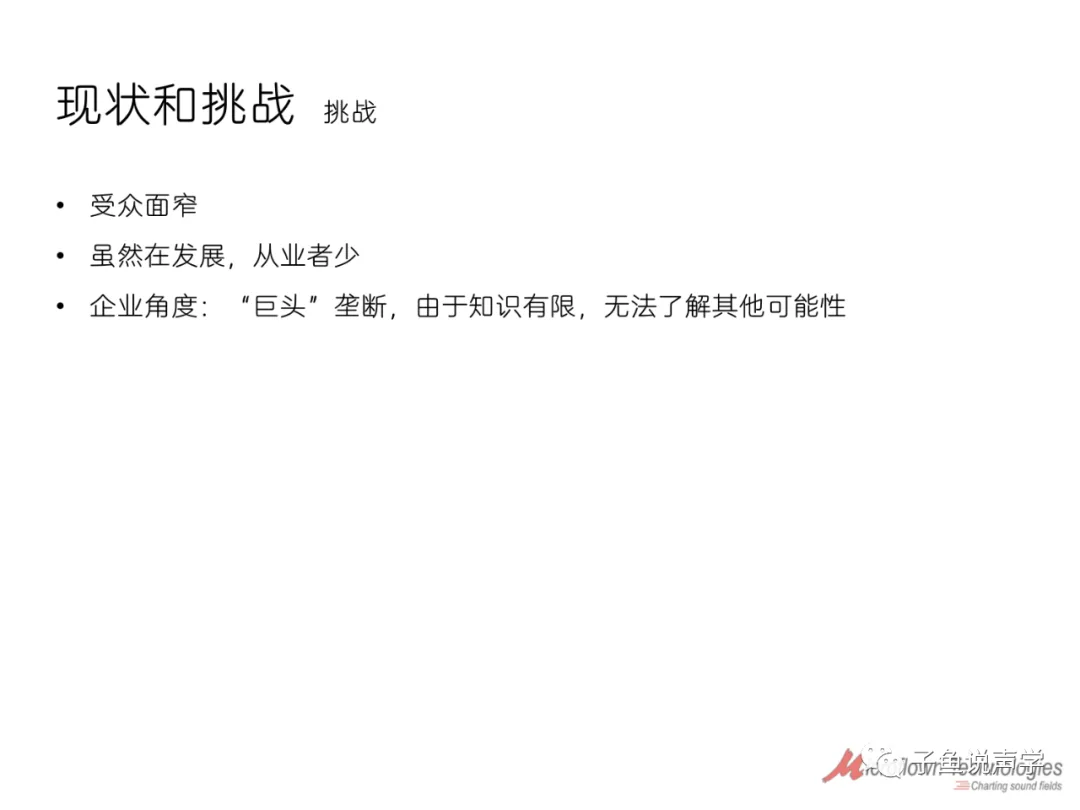 现状和挑战 挑战
• 受众面窄
• 虽然在发展，从业者少
• 企业角度：“巨头”垄断，由于知识有限，无法了解其他可能性
子鱼说声学
Technologies
Charting sound fields